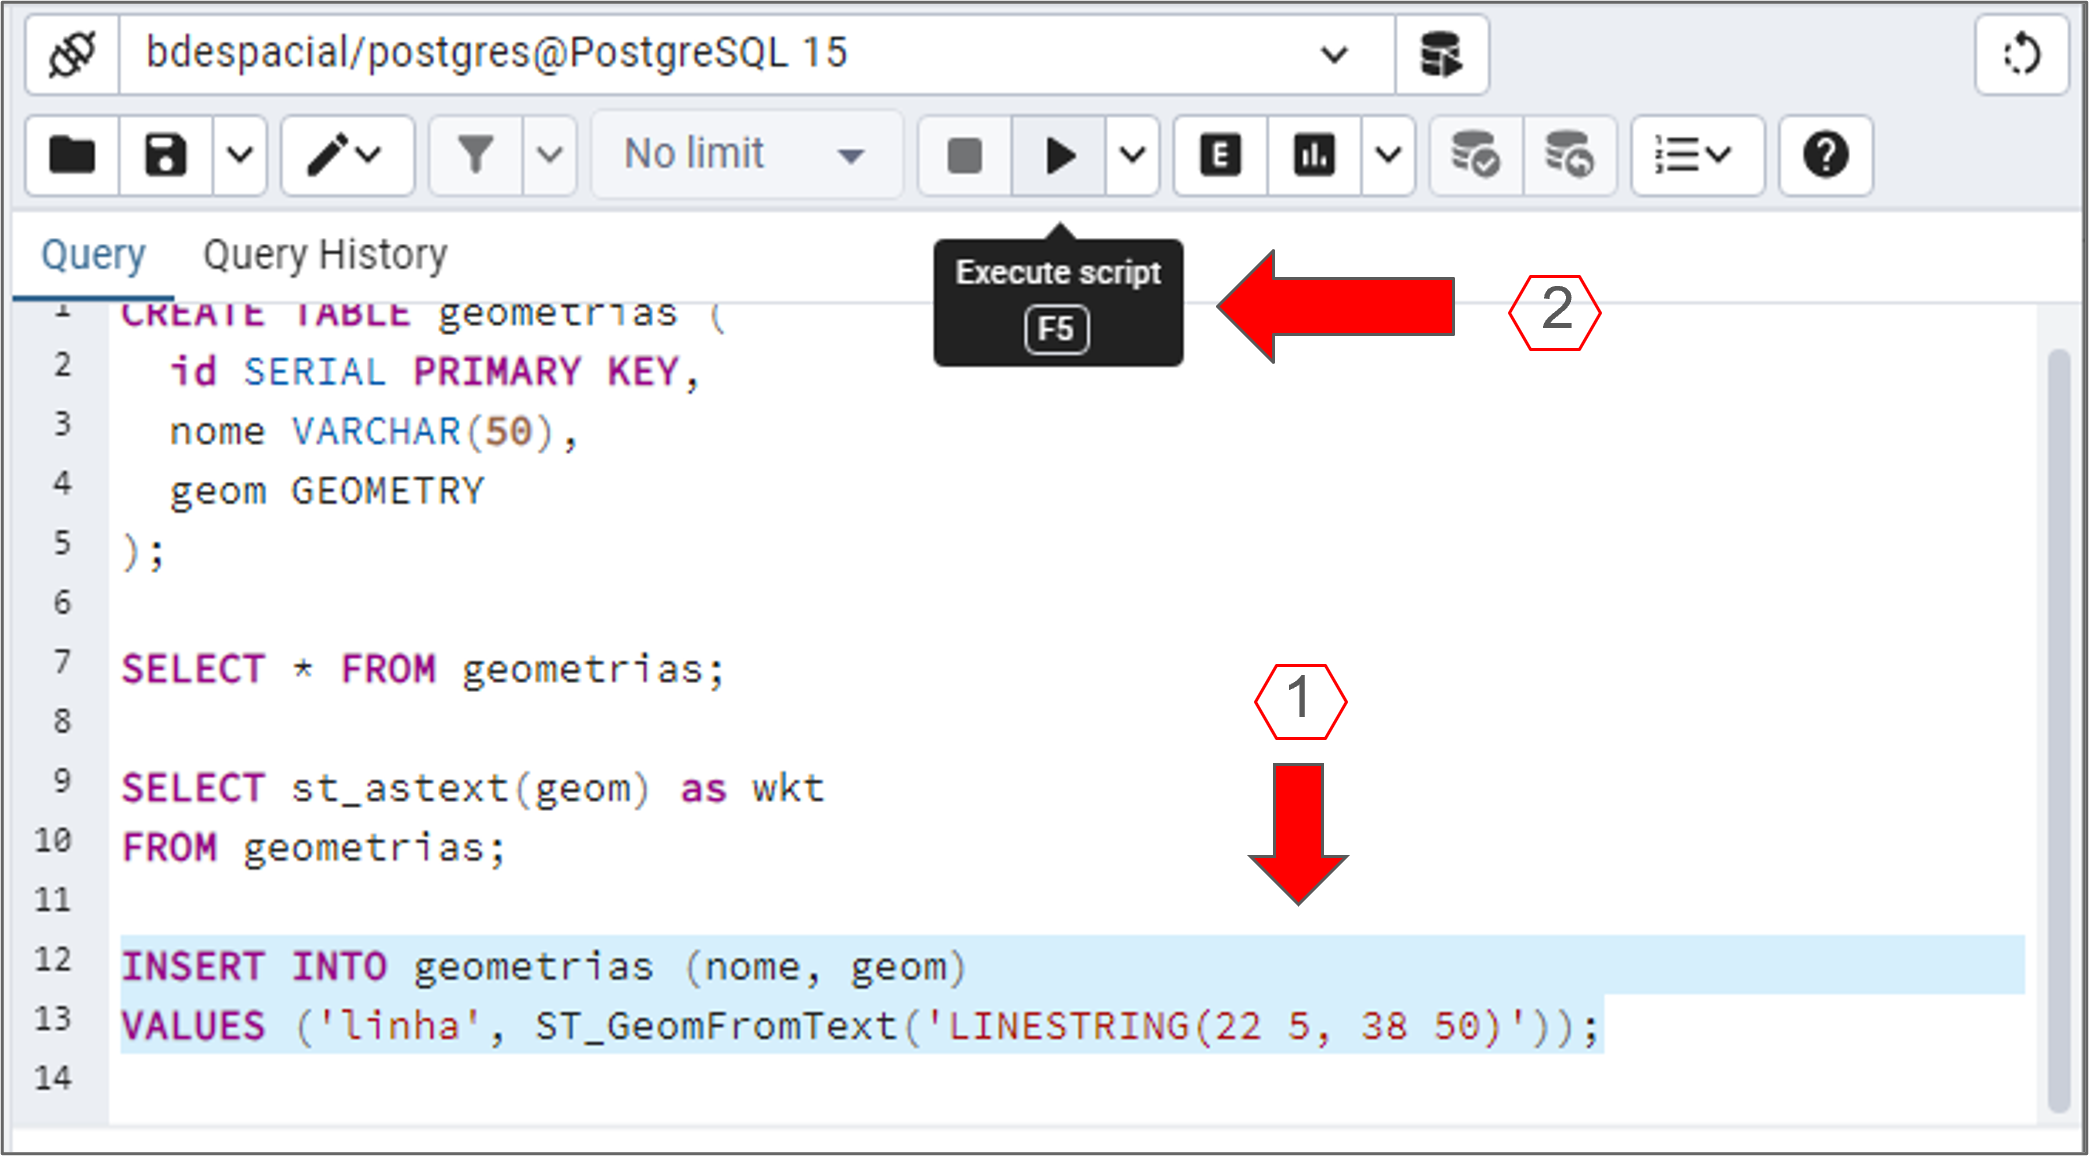 bdespacial/postgres@PostgreSQL 15
No limit
E
?
Query Query History
Execute script
F5
2
1 CREATE TABLE geometrias (
2 id SERIAL PRIMARY KEY,
3 nome VARCHAR(50),
4 geom GEOMETRY
5 );
6
7 SELECT * FROM geometrias;
8
1
9 SELECT st_astext(geom) as wkt
10 FROM geometrias;
11
12 INSERT INTO geometrias (nome, geom)
13 VALUES ('linha', ST_GeomFromText('LINESTRING(22 5, 38 50)'));
14